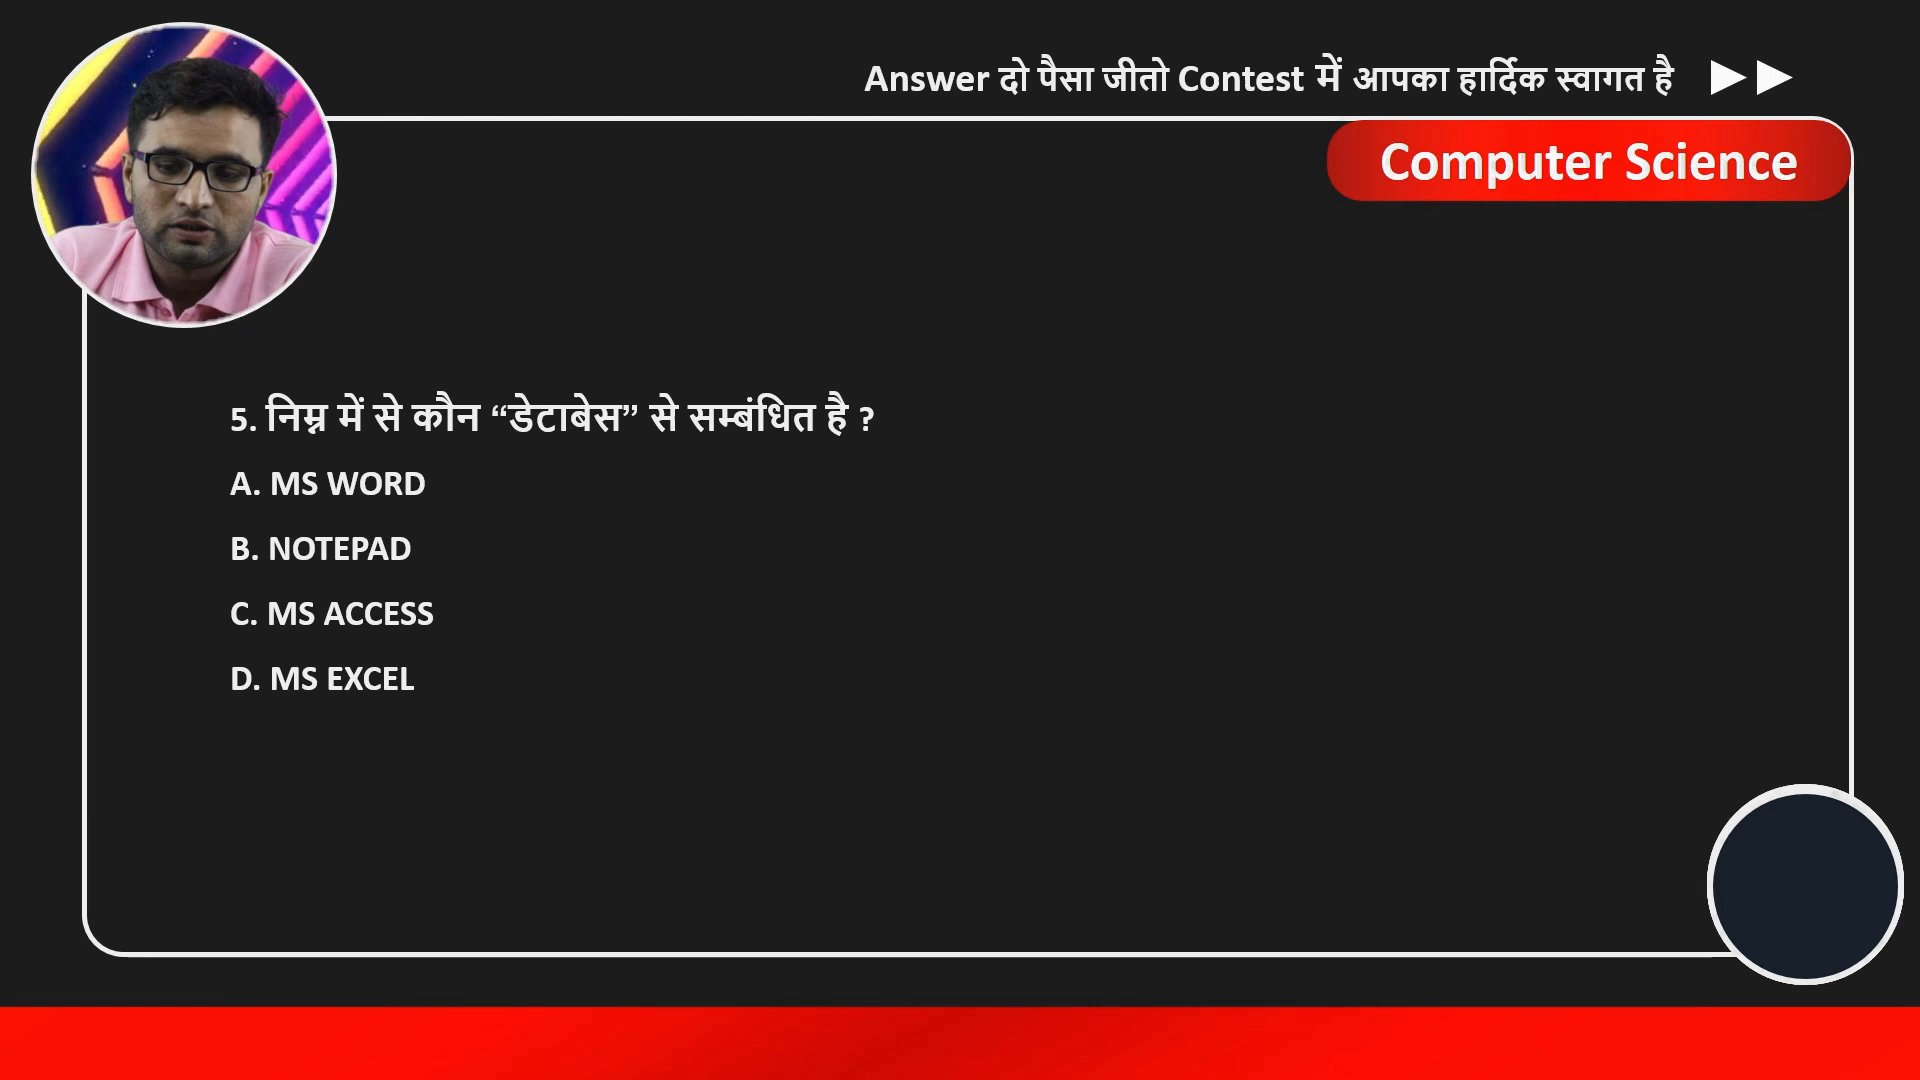 Answer दो पैसा जीतो Contest में आपका हार्दिक स्वागत है
Computer Science
5. निम्न में से कौन “डेटाबेस” से सम्बंधित है ?
A. MS WORD
B. NOTEPAD
C. MS ACCESS
D. MS EXCEL